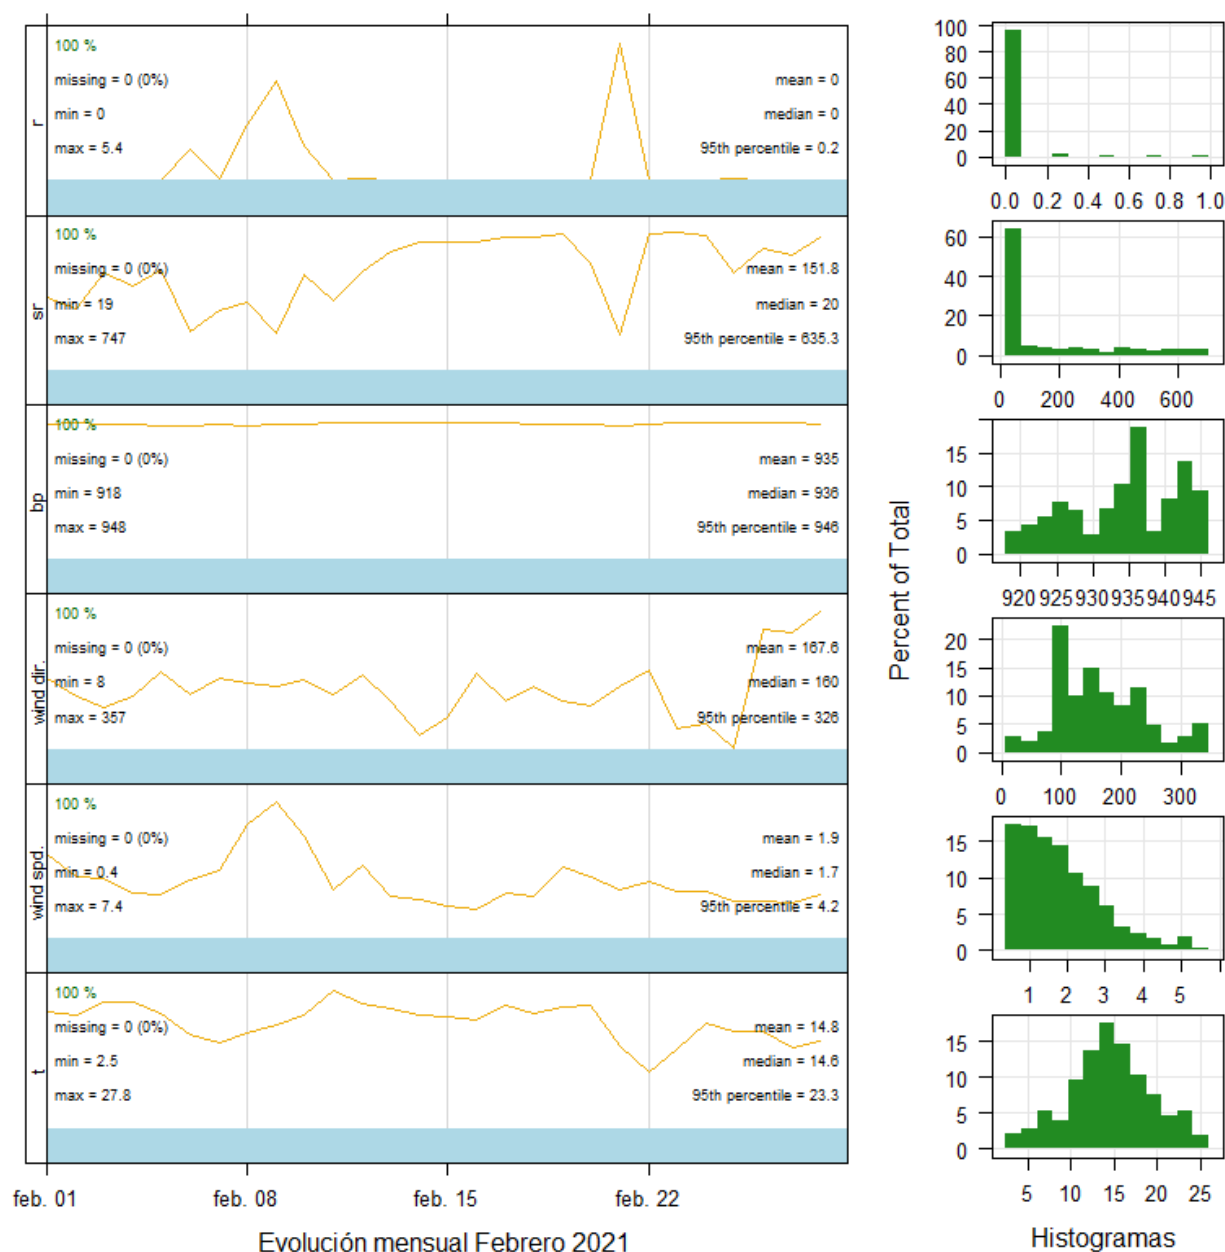 r
100 %
missing = 0 (0%)
min = 0
max = 5.4
mean = 0
median = 0
95th percentile = 0.2
sr
100 %
missing = 0 (0%)
min = 19
max = 747
mean = 151.8
median = 20
95th percentile = 635.3
bp
100 %
missing = 0 (0%)
min = 918
max = 948
mean = 935
median = 936
95th percentile = 946
wind dir.
100 %
missing = 0 (0%)
min = 8
max = 357
mean = 167.6
median = 160
95th percentile = 326
wind spd.
100 %
missing = 0 (0%)
min = 0.4
max = 7.4
mean = 1.9
median = 1.7
95th percentile = 4.2
t
100 %
missing = 0 (0%)
min = 2.5
max = 27.8
mean = 14.8
median = 14.6
95th percentile = 23.3
feb. 01 feb. 08 feb. 15 feb. 22
Evolución mensual Febrero 2021
Percent of Total
100
80
60
40
20
0
0.0 0.2 0.4 0.6 0.8 1.0
60
40
20
0
0 200 400 600
15
10
5
0
920 925 930 935 940 945
20
15
10
5
0
0 100 200 300
15
10
5
0
1 2 3 4 5
15
10
5
0
5 10 15 20 25
Histogramas